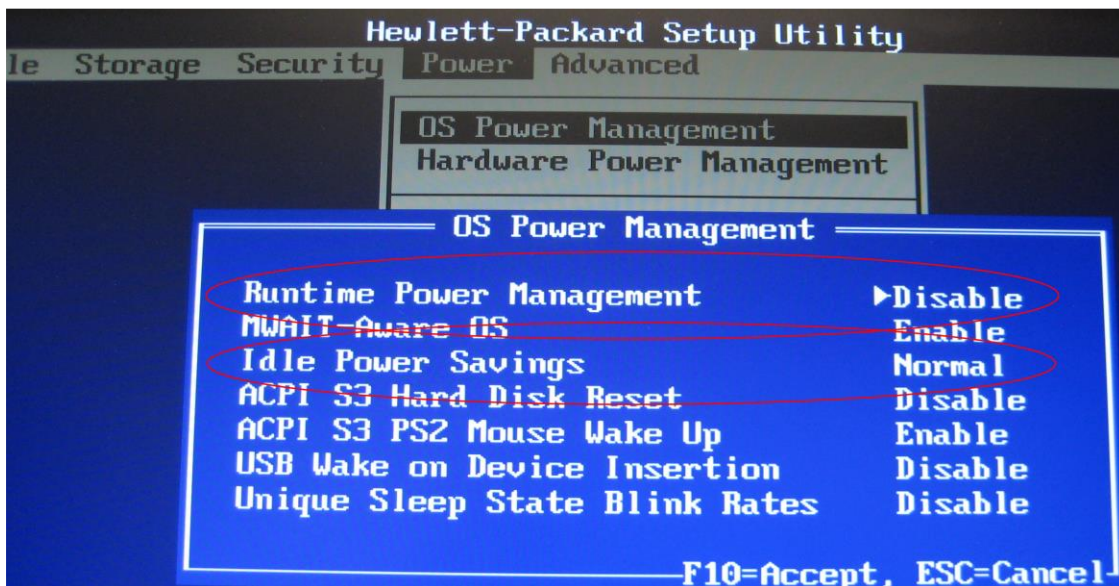 Hewlett-Packard Setup Utility
le Storage Security Power Advanced
OS Power Management
Hardware Power Management
OS Power Management
Runtime Power Management ▶Disable
MWAIT-Aware OS Enable
Idle Power Savings Normal
ACPI S3 Hard Disk Reset Disable
ACPI S3 PS2 Mouse Wake Up Enable
USB Wake on Device Insertion Disable
Unique Sleep State Blink Rates Disable
F10=Accept, ESC=Cancel